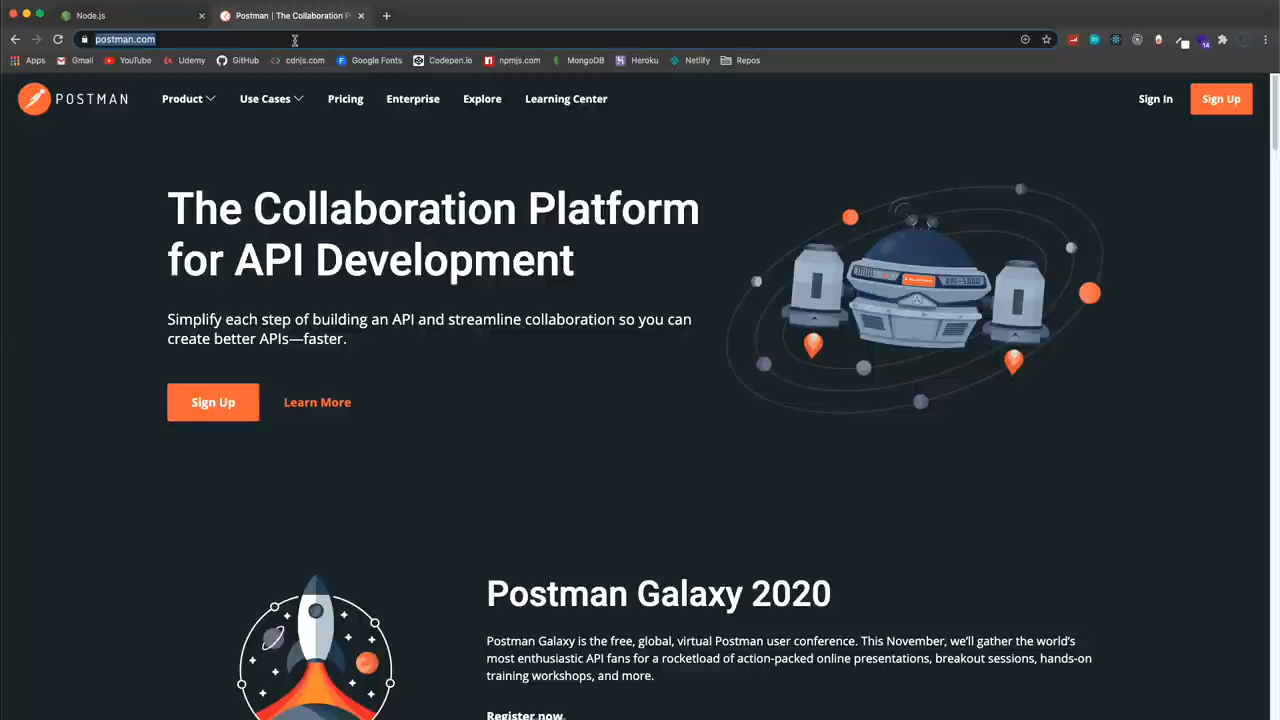 Node.js
Postman | The Collaboration P
postman.com
Apps
Gmail
YouTube
Udemy
GitHub
cdnjs.com
Google Fonts
Codepen.io
npmjs.com
MongoDB
Heroku
Netlify
Repos
14
POSTMAN
Product
Use Cases
Pricing
Enterprise
Explore
Learning Center
Sign In
Sign Up
The Collaboration Platform
for API Development
Simplify each step of building an API and streamline collaboration so you can
create better APIs—faster.
Sign Up
Learn More
Postman Galaxy 2020
Postman Galaxy is the free, global, virtual Postman user conference. This November, we'll gather the world's
most enthusiastic API fans for a rocketload of action-packed online presentations, breakout sessions, hands-on
training workshops, and more.
Register now.